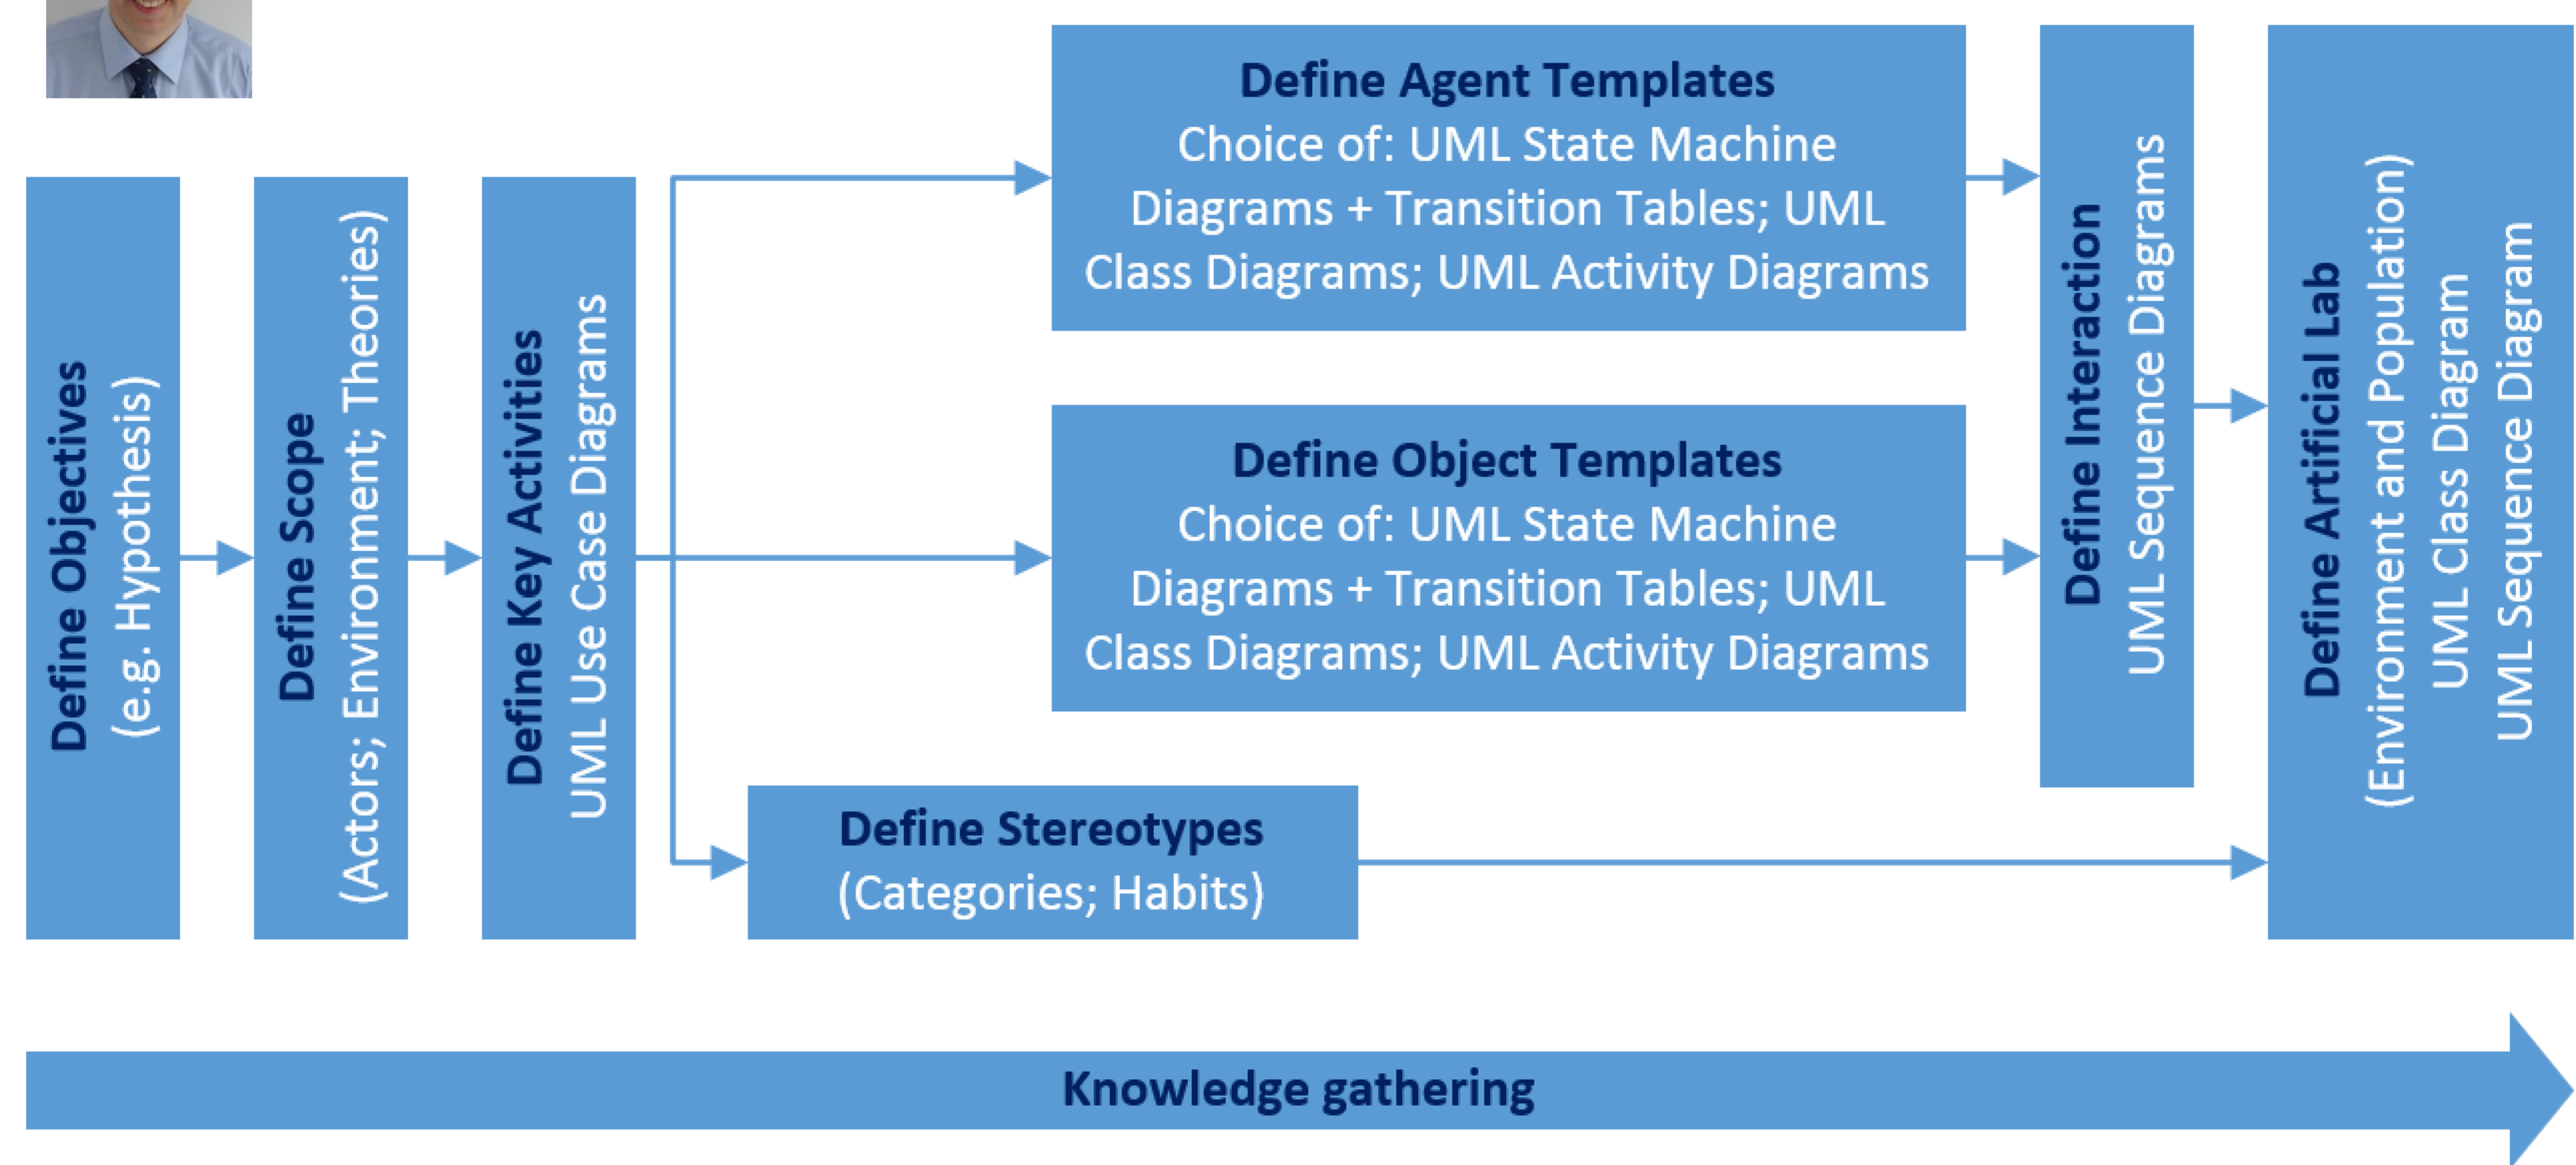 Define Objectives
(e.g. Hypothesis)
Define Scope
(Actors; Environment; Theories)
Define Key Activities
UML Use Case Diagrams
Define Agent Templates
Choice of: UML State Machine
Diagrams + Transition Tables; UML
Class Diagrams; UML Activity Diagrams
Define Object Templates
Choice of: UML State Machine
Diagrams + Transition Tables; UML
Class Diagrams; UML Activity Diagrams
Define Stereotypes
(Categories; Habits)
Define Interaction
UML Sequence Diagrams
Define Artificial Lab
(Environment and Population)
UML Class Diagram
UML Sequence Diagram
Knowledge gathering